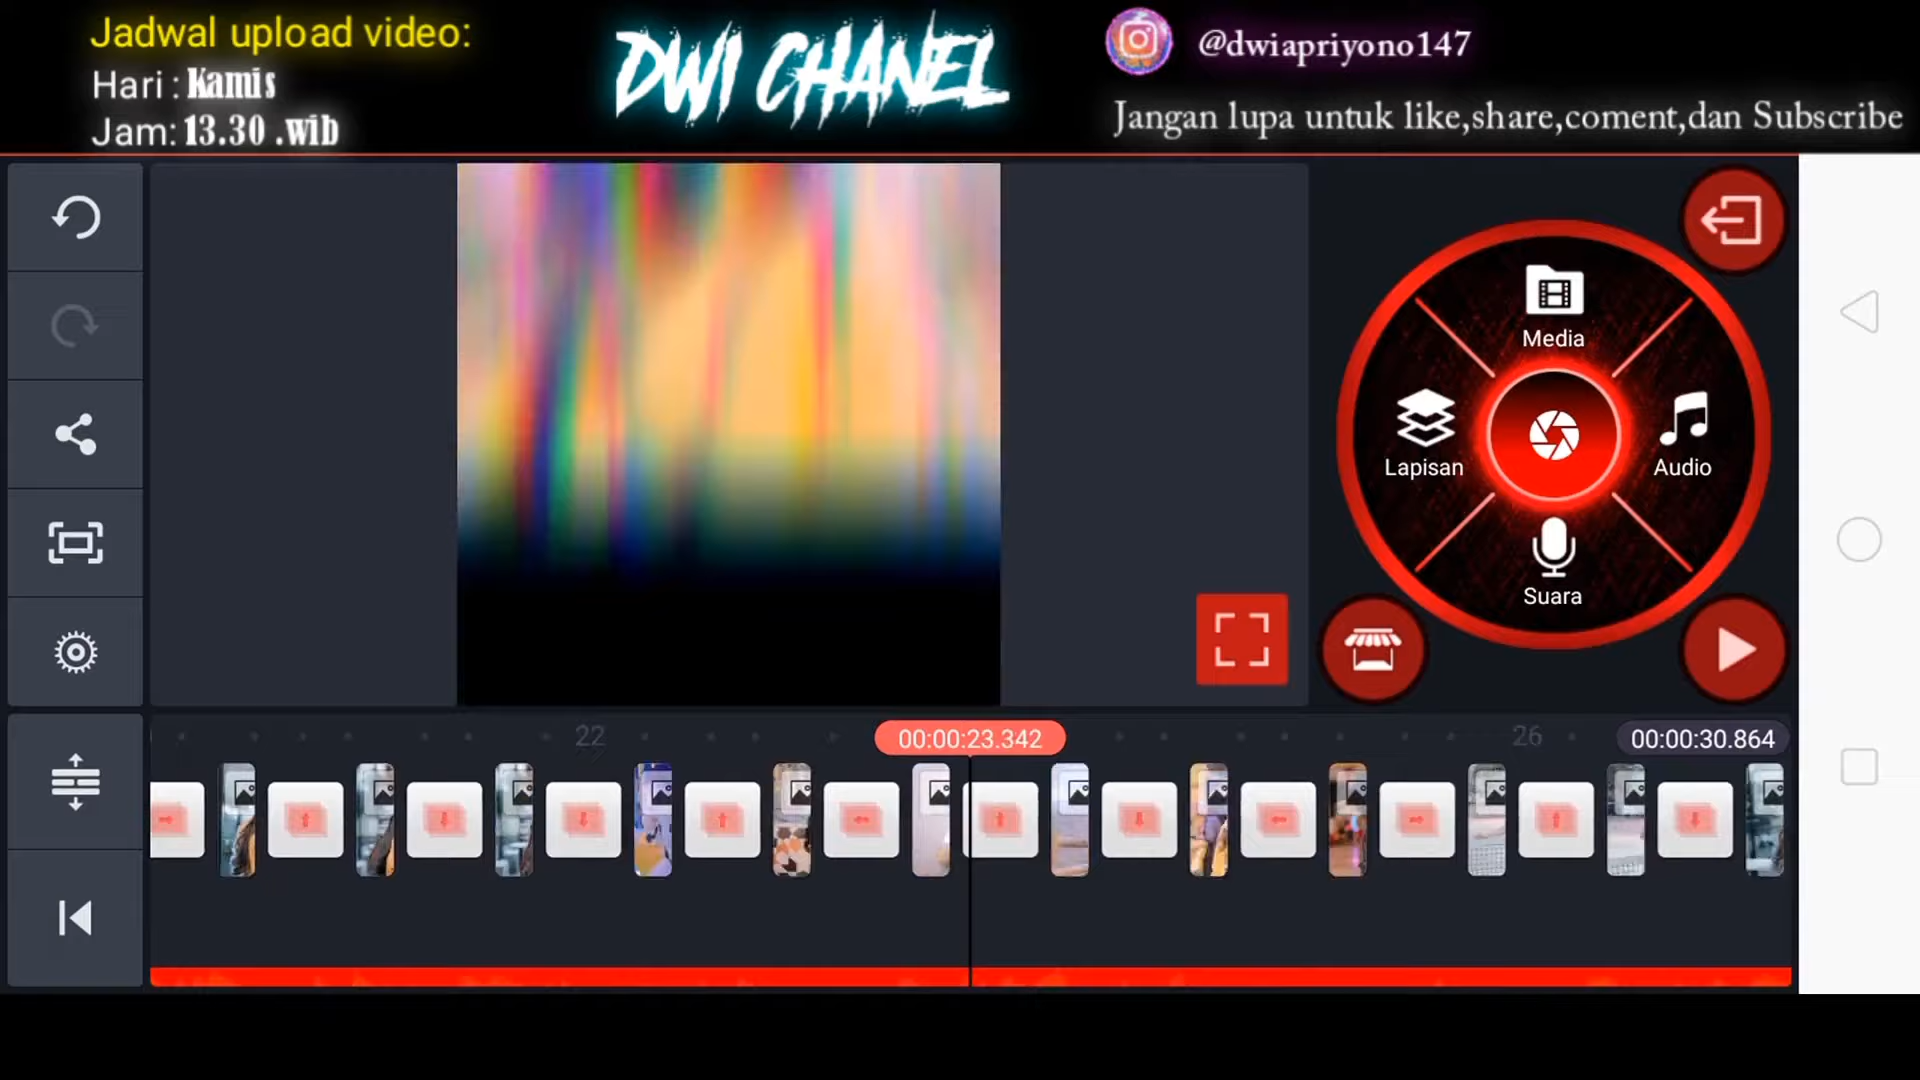 Jadwal upload video:
Hari : Kamis
Jam: 13.30 .wib
DWI CHANEL
@dwiapriyono147
Jangan lupa untuk like,share,coment,dan Subscribe
Media
Lapisan
Audio
Suara
22
00:00:23.342
26
00:00:30.864